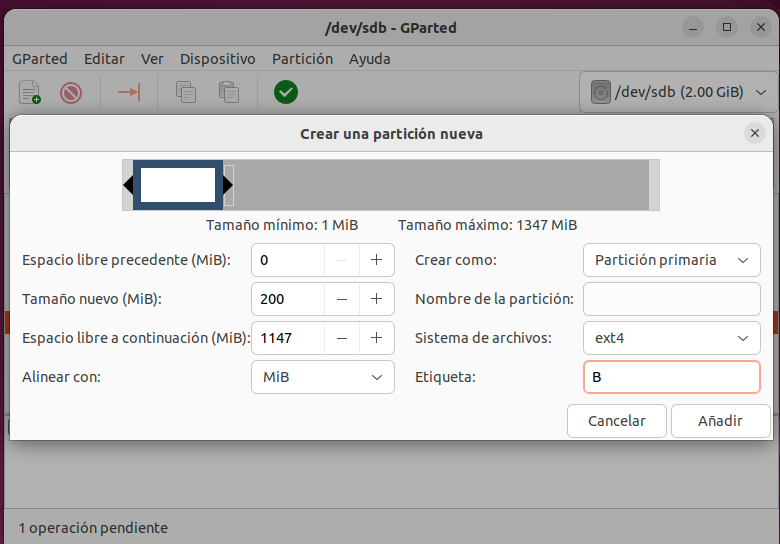 /dev/sdb - GParted
GParted Editar Ver Dispositivo Partición Ayuda
/dev/sdb (2.00 GiB)
Crear una partición nueva
Tamaño mínimo: 1 MiB Tamaño máximo: 1347 MiB
Espacio libre precedente (MiB): 0 Crear como: Partición primaria
Tamaño nuevo (MiB): 200 Nombre de la partición:
Espacio libre a continuación (MiB): 1147 Sistema de archivos: ext4
Alinear con: MiB Etiqueta: B
Cancelar Añadir
1 operación pendiente